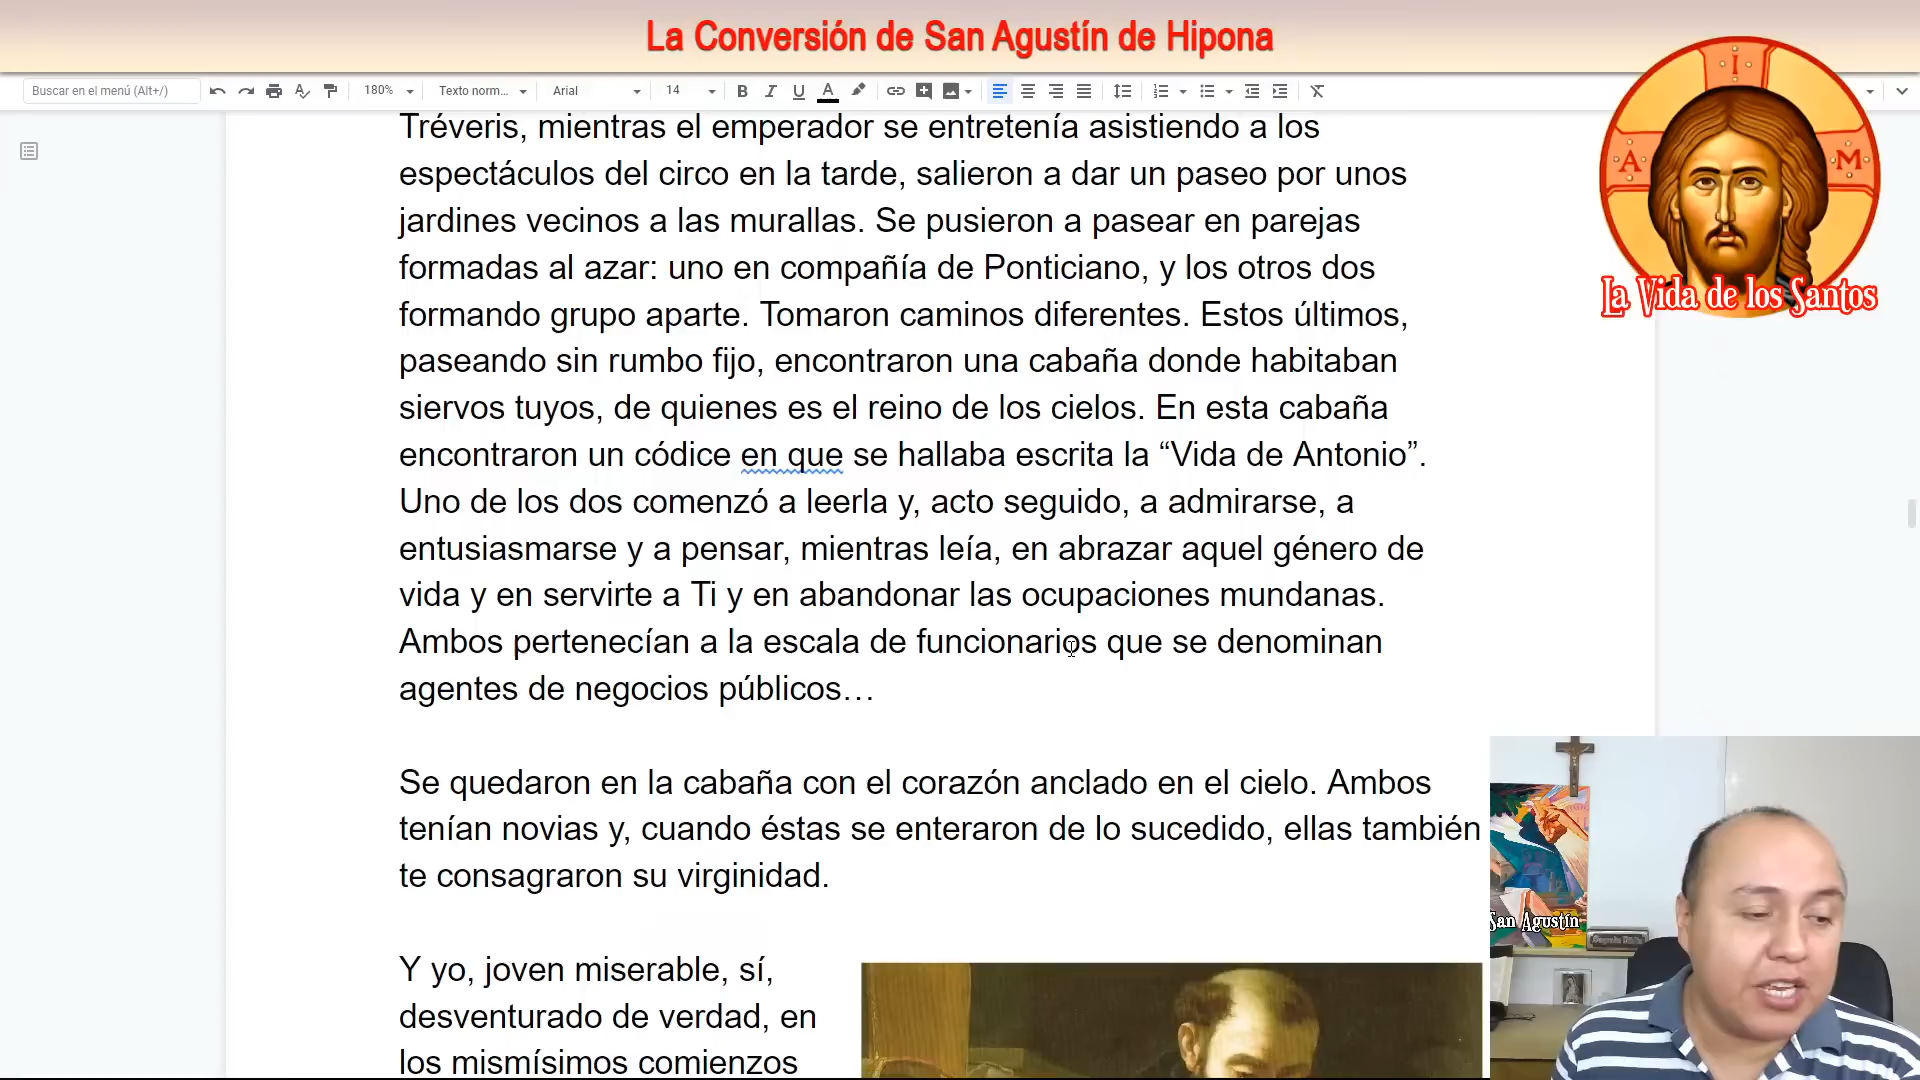 La Conversión de San Agustín de Hipona
Buscar en el menú (Alt+/)
180%
Texto norm...
Arial
14
B I U A
I
A M
La Vida de los Santos
Tréveris, mientras el emperador se entretenía asistiendo a los
espectáculos del circo en la tarde, salieron a dar un paseo por unos
jardines vecinos a las murallas. Se pusieron a pasear en parejas
formadas al azar: uno en compañía de Ponticiano, y los otros dos
formando grupo aparte. Tomaron caminos diferentes. Estos últimos,
paseando sin rumbo fijo, encontraron una cabaña donde habitaban
siervos tuyos, de quienes es el reino de los cielos. En esta cabaña
encontraron un códice en que se hallaba escrita la “Vida de Antonio”.
Uno de los dos comenzó a leerla y, acto seguido, a admirarse, a
entusiasmarse y a pensar, mientras leía, en abrazar aquel género de
vida y en servirte a Ti y en abandonar las ocupaciones mundanas.
Ambos pertenecían a la escala de funcionarios que se denominan
agentes de negocios públicos…
Se quedaron en la cabaña con el corazón anclado en el cielo. Ambos
tenían novias y, cuando éstas se enteraron de lo sucedido, ellas también
te consagraron su virginidad.
Y yo, joven miserable, sí,
desventurado de verdad, en
los mismísimos comienzos
San Agustín
Sagrada Biblia